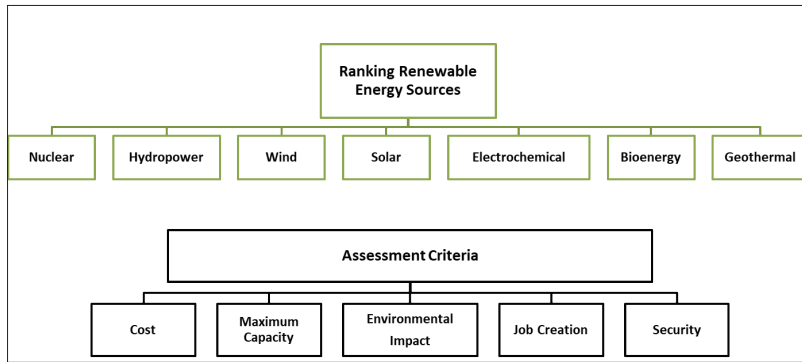 Ranking Renewable
Energy Sources
Nuclear
Hydropower
Wind
Solar
Electrochemical
Bioenergy
Geothermal
Assessment Criteria
Cost
Maximum
Capacity
Environmental
Impact
Job Creation
Security